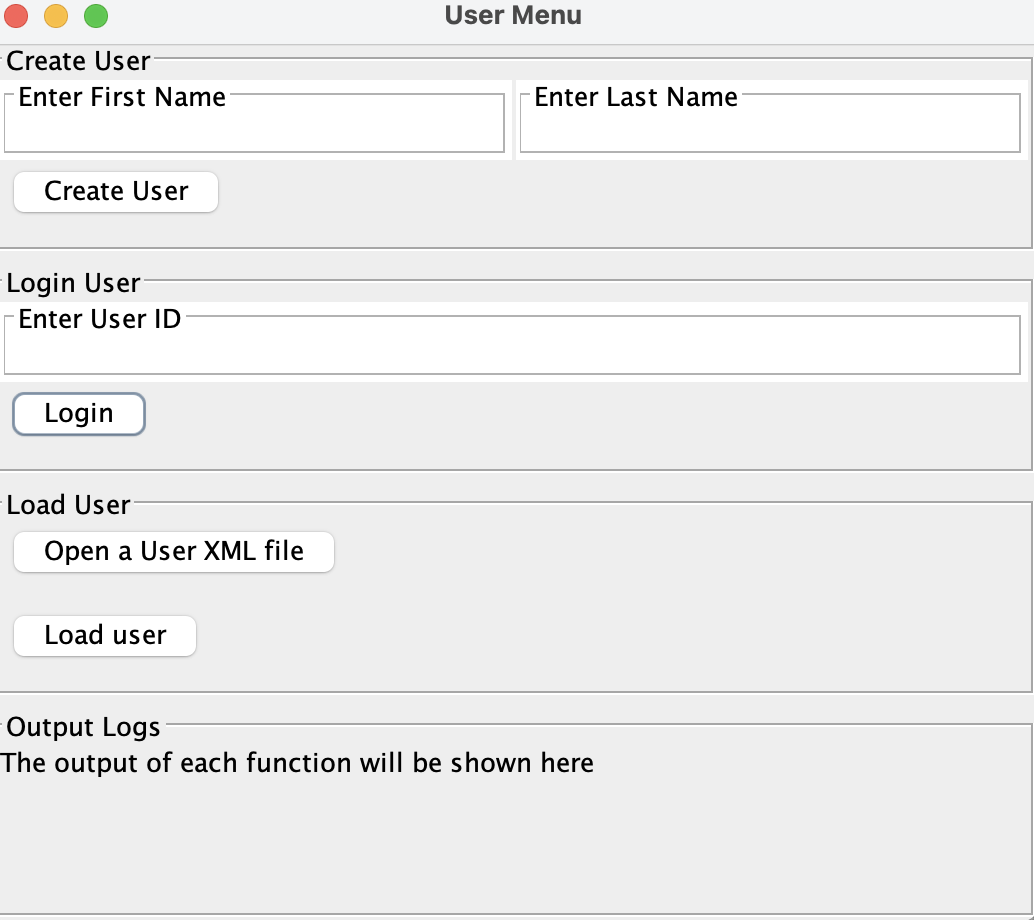 User Menu
Create User
Enter First Name
Enter Last Name
Create User
Login User
Enter User ID
Login
Load User
Open a User XML file
Load user
Output Logs
The output of each function will be shown here